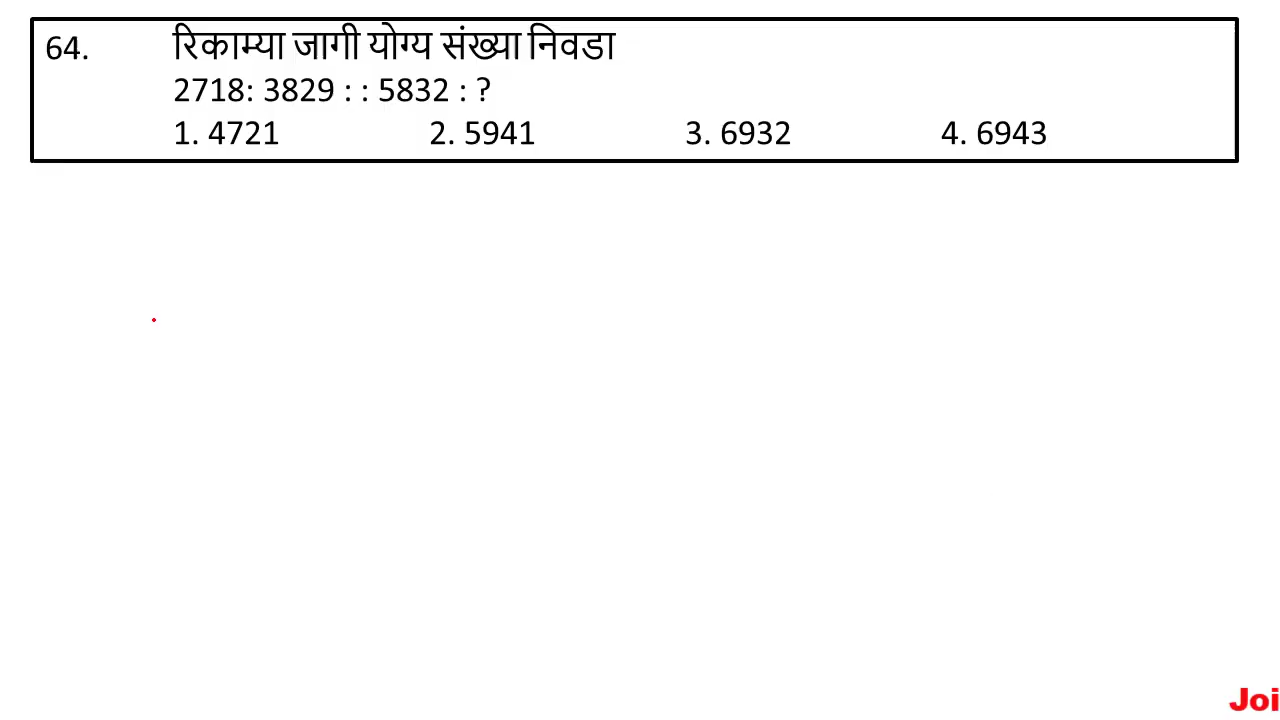 64. रिकाम्या जागी योग्य संख्या निवडा
2718: 3829 : : 5832 : ?
1. 4721 2. 5941 3. 6932 4. 6943
Joi